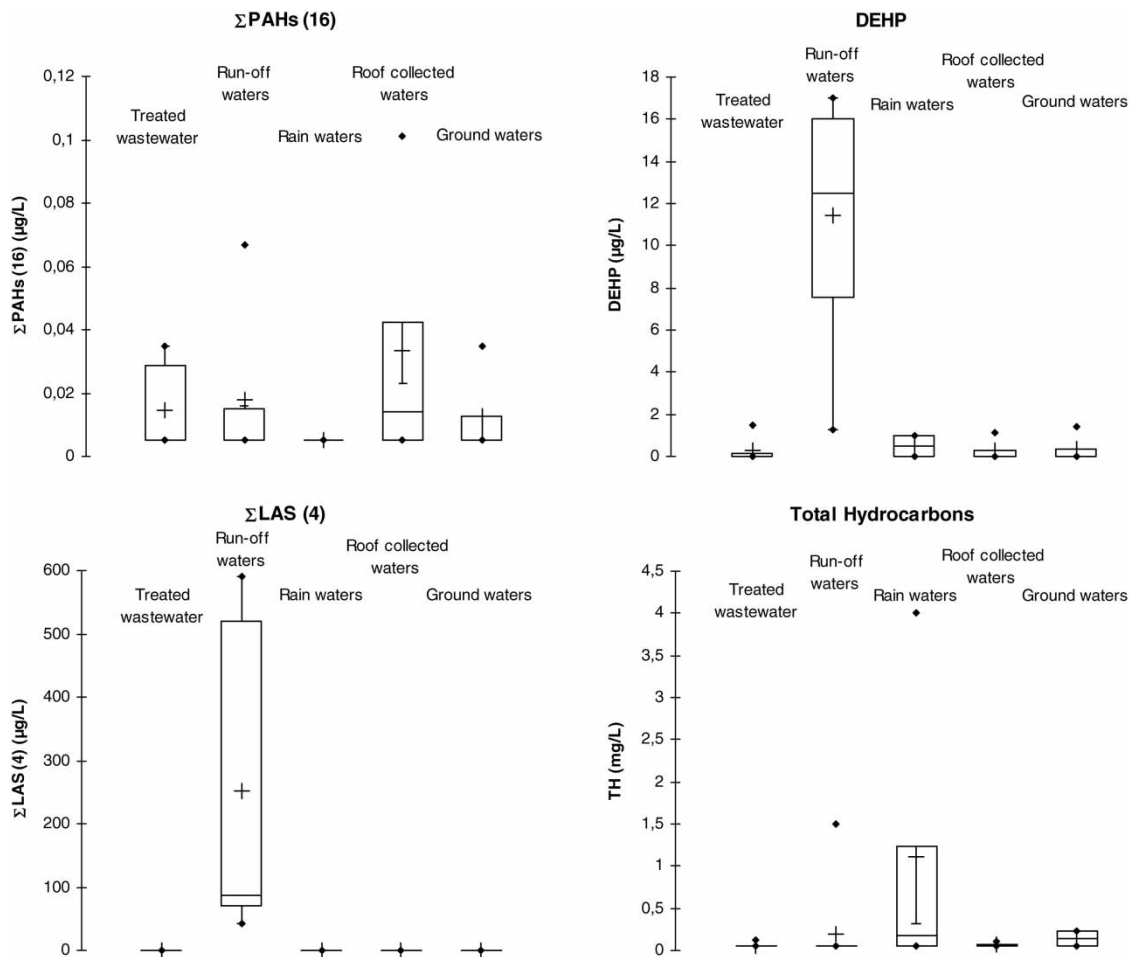 ΣPAHs (16)
Run-off
waters
Roof collected
waters
Treated
wastewater
Rain waters
Ground waters
0,12
0,1
0,08
0,06
0,04
0,02
0
ΣPAHs (16) (µg/L)
DEHP
Run-off
waters
Roof collected
waters
Treated
wastewater
Rain waters
Ground waters
18
16
14
12
10
8
6
4
2
0
DEHP (µg/L)
ΣLAS (4)
Run-off
waters
Roof collected
waters
Treated
wastewater
Rain waters
Ground waters
600
500
400
300
200
100
0
ΣLAS (4) (µg/L)
Total Hydrocarbons
Run-off
waters
Roof collected
waters
Treated
wastewater
Rain waters
Ground waters
4,5
4
3,5
3
2,5
2
1,5
1
0,5
0
TH (mg/L)